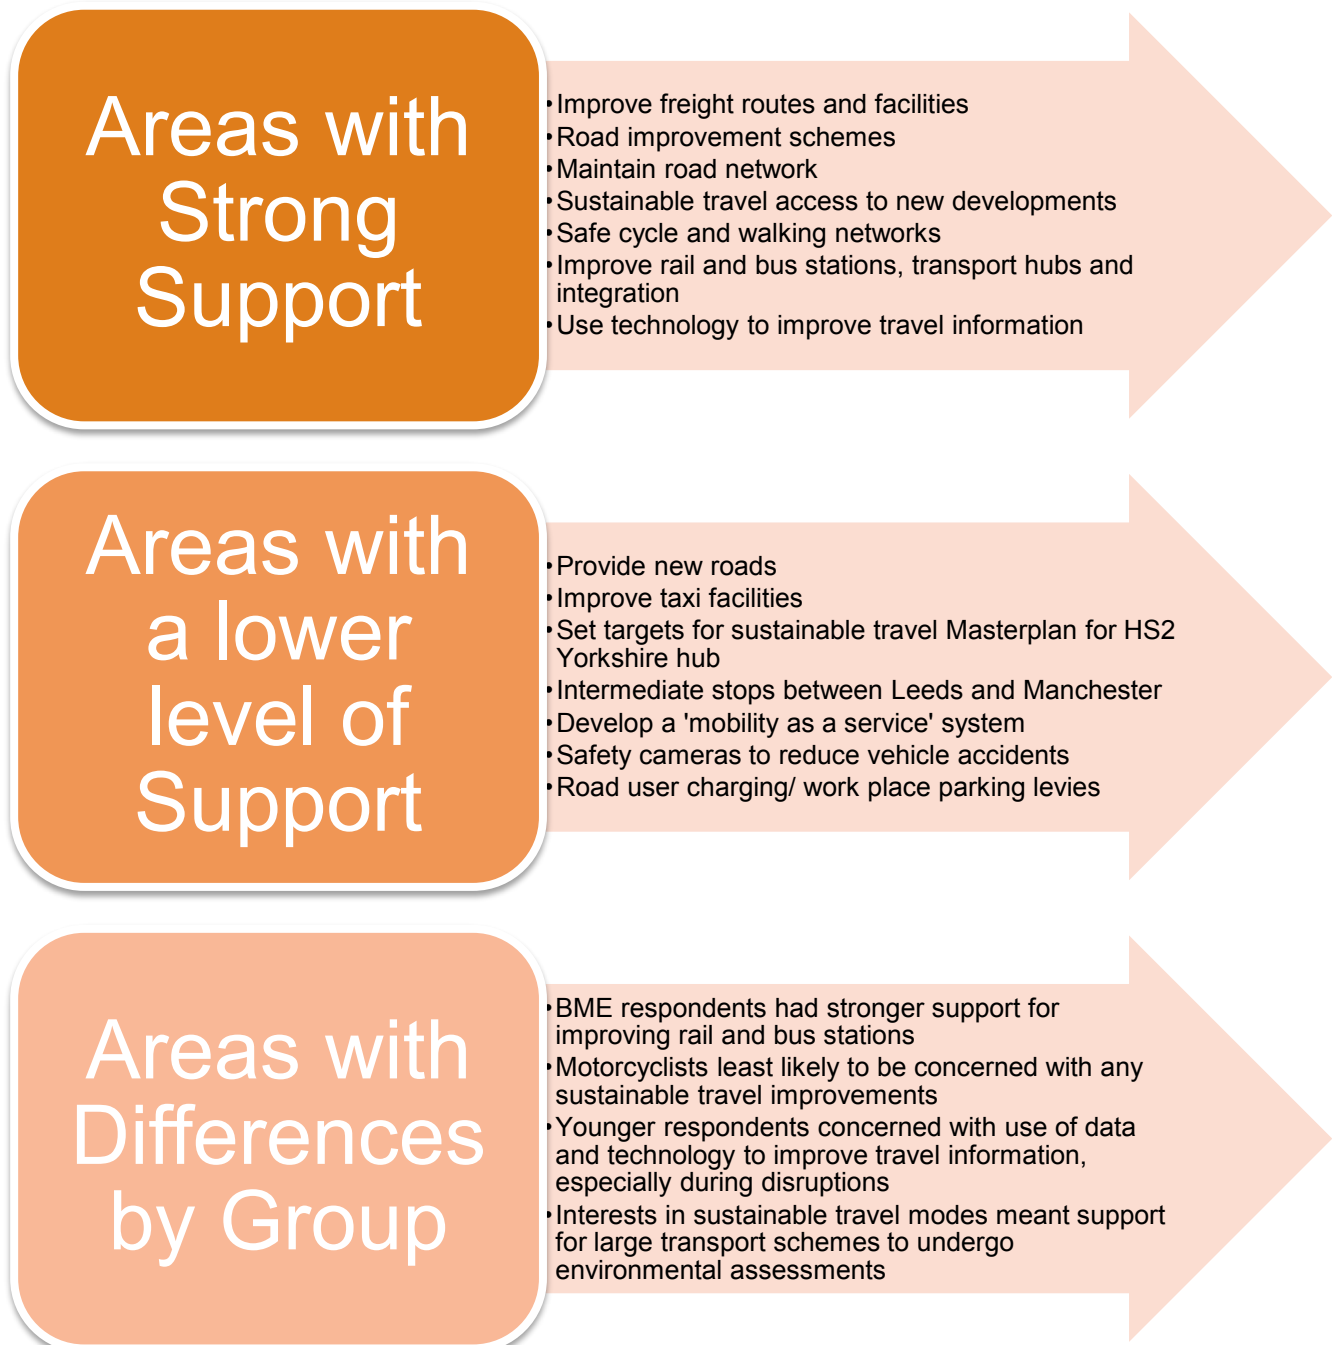 Areas with
Strong
Support
•Improve freight routes and facilities
•Road improvement schemes
•Maintain road network
•Sustainable travel access to new developments
•Safe cycle and walking networks
•Improve rail and bus stations, transport hubs and
integration
•Use technology to improve travel information
Areas with
a lower
level of
Support
•Provide new roads
•Improve taxi facilities
•Set targets for sustainable travel Masterplan for HS2
Yorkshire hub
•Intermediate stops between Leeds and Manchester
•Develop a 'mobility as a service' system
•Safety cameras to reduce vehicle accidents
•Road user charging/ work place parking levies
Areas with
Differences
by Group
•BME respondents had stronger support for
improving rail and bus stations
•Motorcyclists least likely to be concerned with any
sustainable travel improvements
•Younger respondents concerned with use of data
and technology to improve travel information,
especially during disruptions
•Interests in sustainable travel modes meant support
for large transport schemes to undergo
environmental assessments